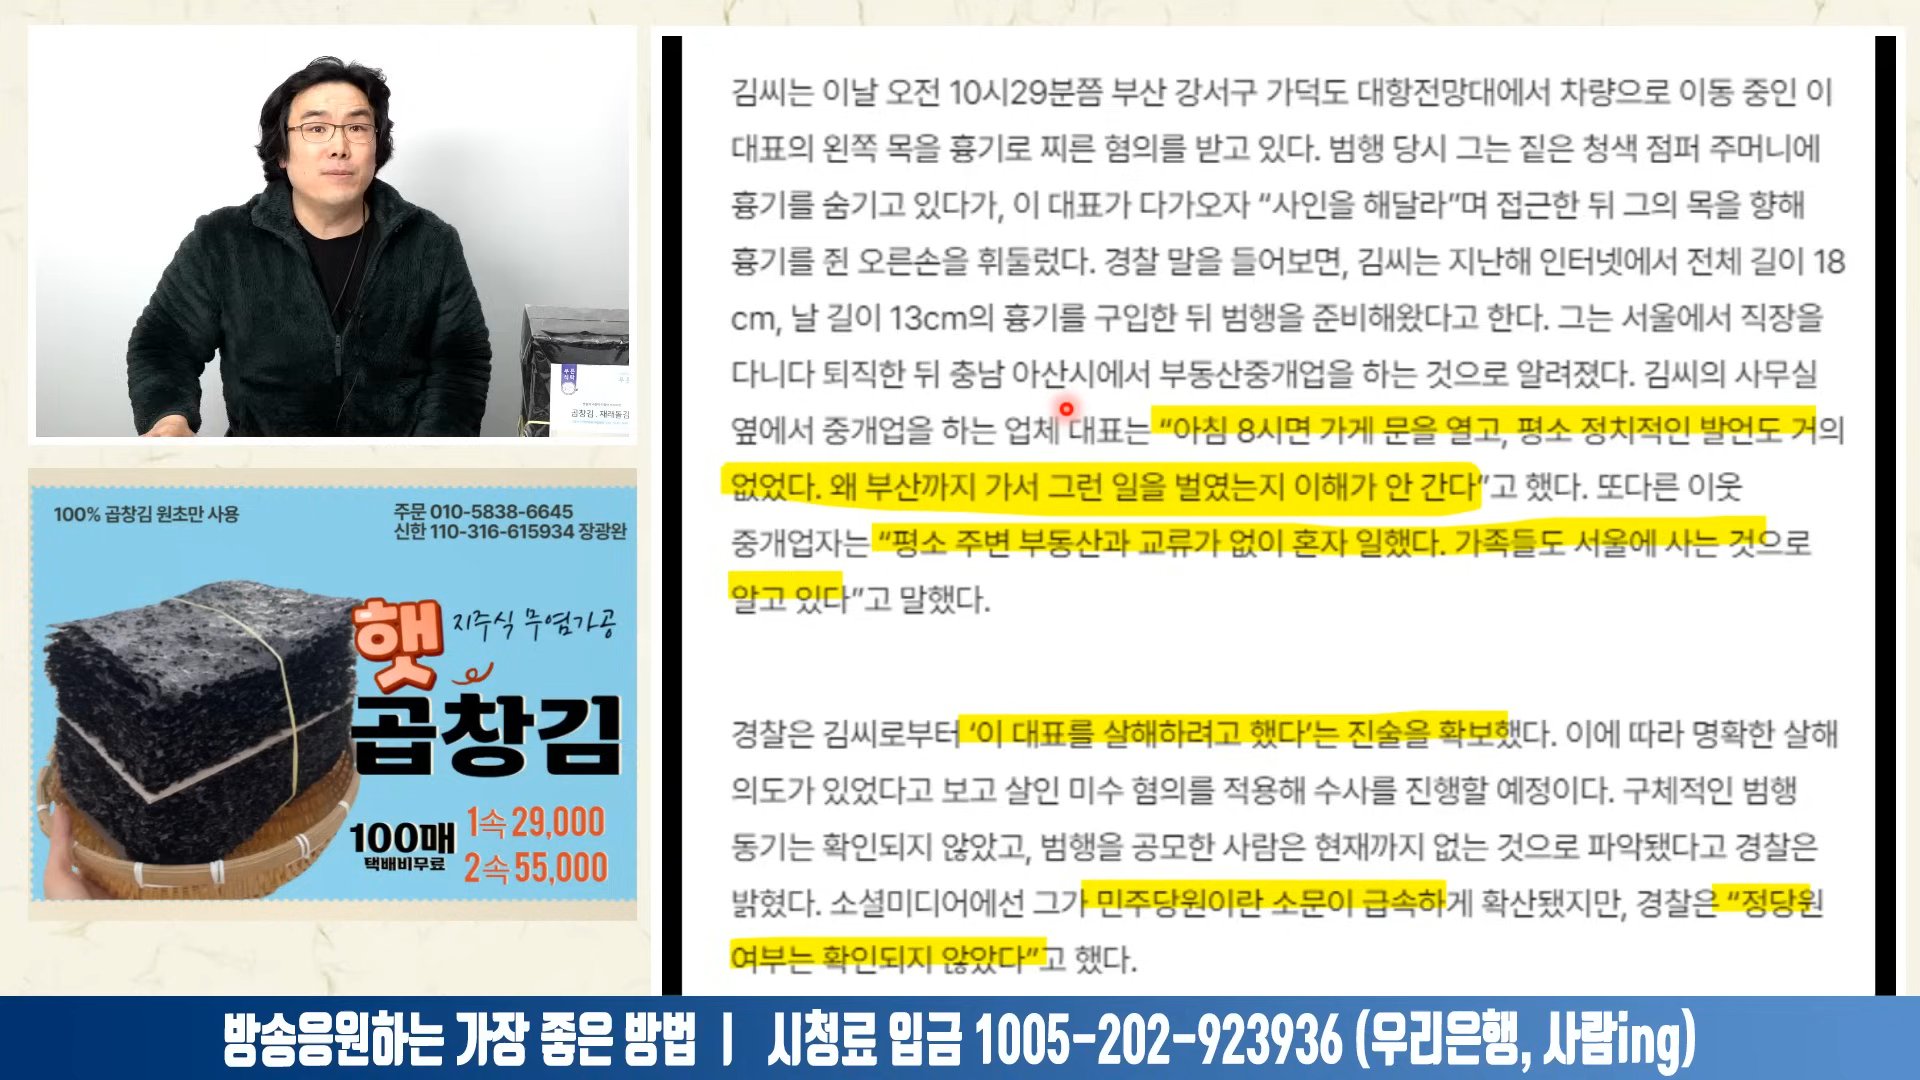 김씨는 이날 오전 10시29분쯤 부산 강서구 가덕도 대항전망대에서 차량으로 이동 중인 이
대표의 왼쪽 목을 흉기로 찌른 혐의를 받고 있다. 범행 당시 그는 짙은 청색 점퍼 주머니에
흉기를 숨기고 있다가, 이 대표가 다가오자 “사인을 해달라”며 접근한 뒤 그의 목을 향해
흉기를 쥔 오른손을 휘둘렀다. 경찰 말을 들어보면, 김씨는 지난해 인터넷에서 전체 길이 18
cm, 날 길이 13cm의 흉기를 구입한 뒤 범행을 준비해왔다고 한다. 그는 서울에서 직장을
다니다 퇴직한 뒤 충남 아산시에서 부동산중개업을 하는 것으로 알려졌다. 김씨의 사무실
옆에서 중개업을 하는 업체 대표는 “아침 8시면 가게 문을 열고, 평소 정치적인 발언도 거의
없었다. 왜 부산까지 가서 그런 일을 벌였는지 이해가 안 간다”고 했다. 또다른 이웃
중개업자는 “평소 주변 부동산과 교류가 없이 혼자 일했다. 가족들도 서울에 사는 것으로
알고 있다”고 말했다.
경찰은 김씨로부터 ‘이 대표를 살해하려고 했다’는 진술을 확보했다. 이에 따라 명확한 살해
의도가 있었다고 보고 살인 미수 혐의를 적용해 수사를 진행할 예정이다. 구체적인 범행
동기는 확인되지 않았고, 범행을 공모한 사람은 현재까지 없는 것으로 파악됐다고 경찰은
밝혔다. 소셜미디어에선 그가 민주당원이란 소문이 급속하게 확산됐지만, 경찰은 “정당원
여부는 확인되지 않았다”고 했다.
푸른
식학
곱창김. 재래돌김
100% 곱창김 원초만 사용
주문 010-5838-6645
신한 110-316-615934 장광완
햇 지주식 무염가공
곱창김
100매
택배비무료
1속 29,000
2속 55,000
방송응원하는 가장 좋은 방법 | 시청료 입금 1005-202-923936 (우리은행, 사람ing)